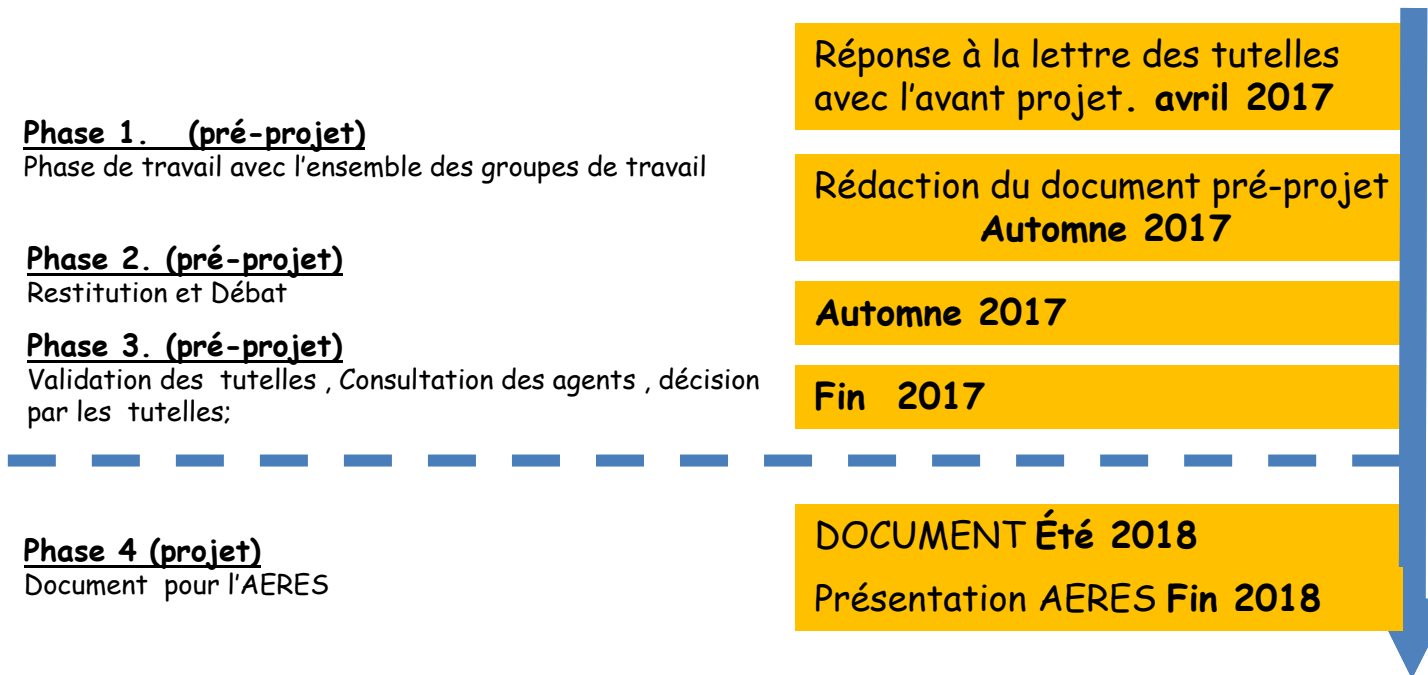 Réponse à la lettre des tutelles
avec l'avant projet. avril 2017
Phase 1. (pré-projet)
Phase de travail avec l'ensemble des groupes de travail
Rédaction du document pré-projet
Automne 2017
Phase 2. (pré-projet)
Restitution et Débat
Automne 2017
Phase 3. (pré-projet)
Validation des tutelles , Consultation des agents , décision
par les tutelles;
Fin 2017
Phase 4 (projet)
Document pour l'AERES
DOCUMENT Été 2018
Présentation AERES Fin 2018